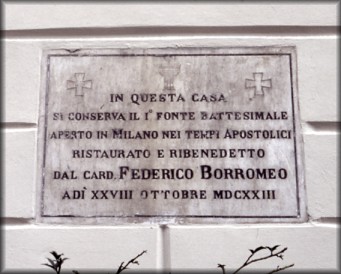 IN QUESTA CASA
SI CONSERVA IL 1° FONTE BATTESIMALE
APERTO IN MILANO NEI TEMPI APOSTOLICI
RISTAURATO E RIBENEDETTO
DAL CARD. FEDERICO BORROMEO
ADÌ XXVIII OTTOBRE MDCXXIII